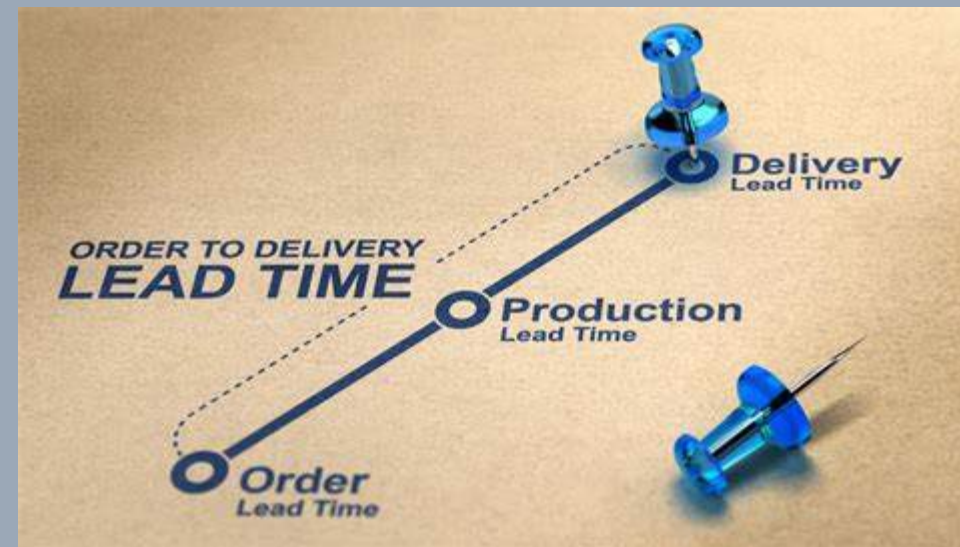 Delivery
Lead Time
ORDER TO DELIVERY
LEAD TIME
Production
Lead Time
Order
Lead Time